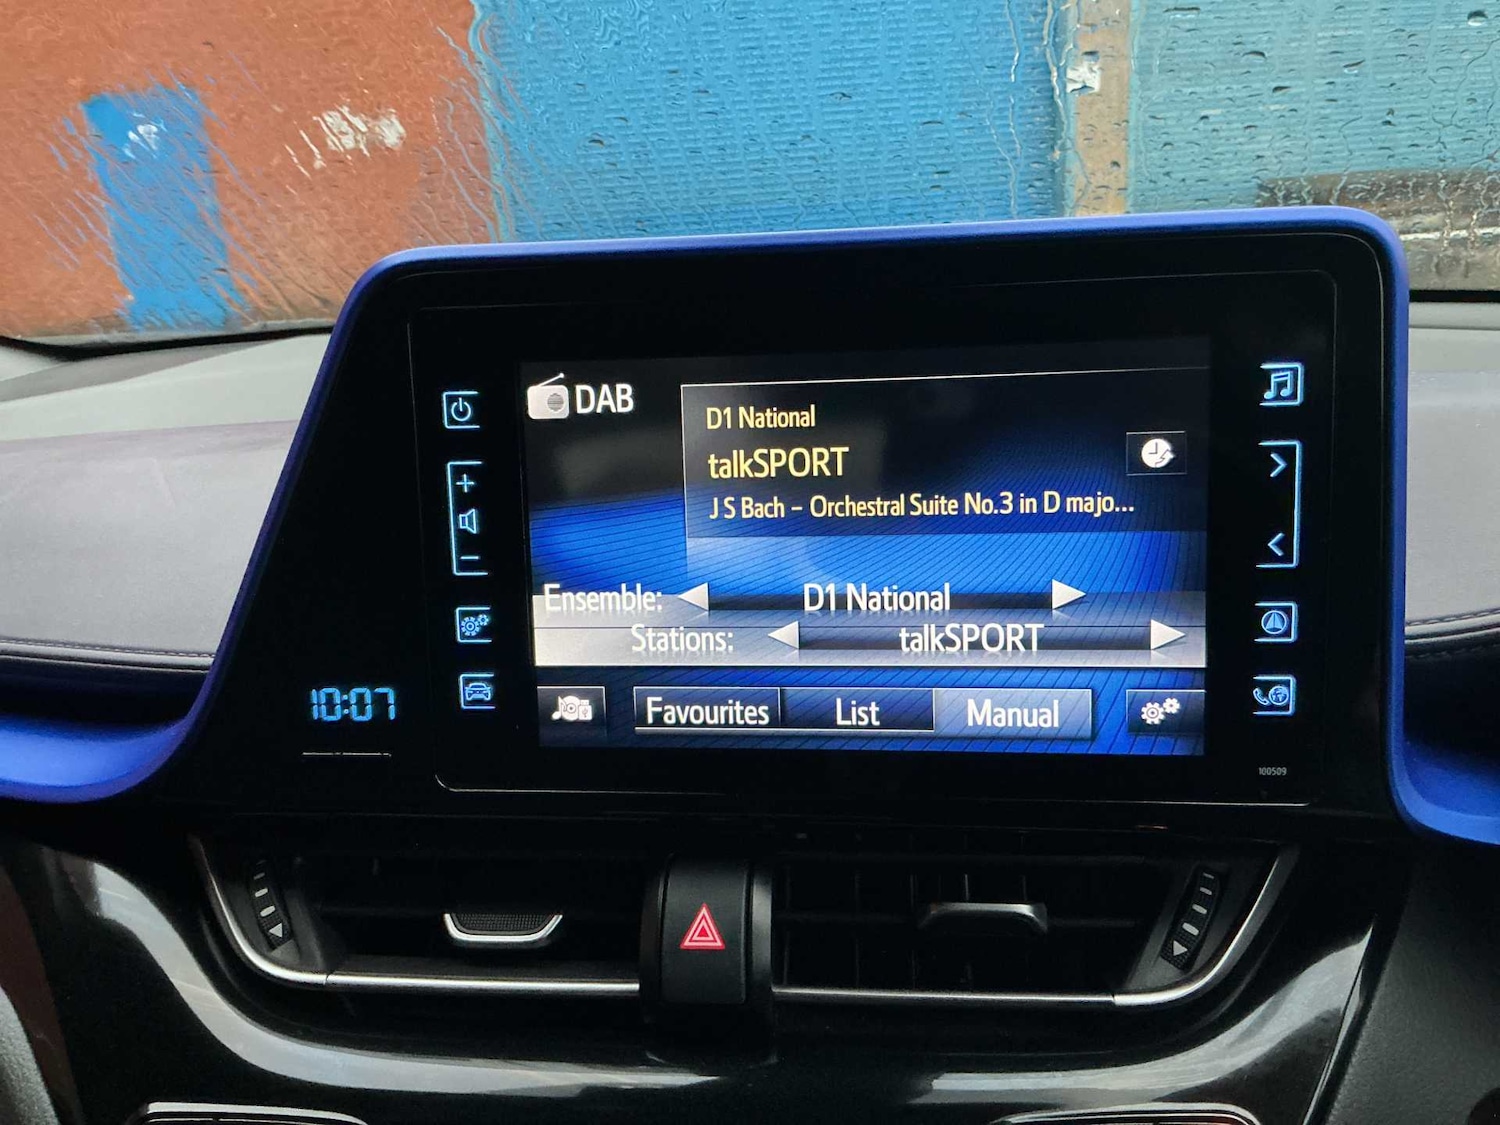 DAB
D1 National
talkSPORT
J S Bach – Orchestral Suite No.3 in D majo...
Ensemble: D1 National
Stations: talkSPORT
Favourites List Manual
10:07
100509